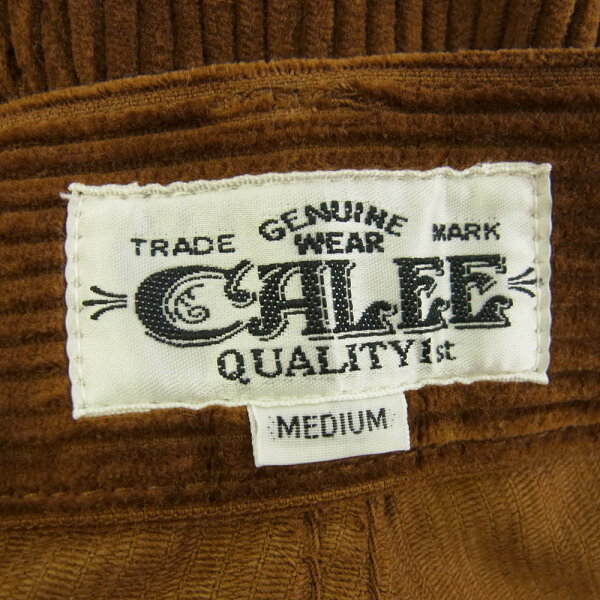 GENUINE
TRADE WEAR MARK
CALEE
QUALITY 1st
MEDIUM